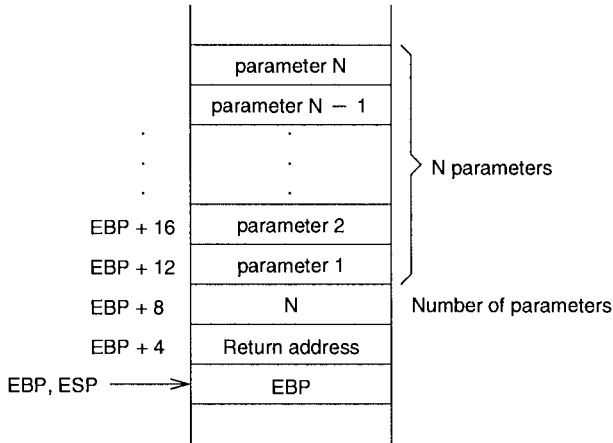 parameter N
parameter N − 1
N parameters
EBP + 16 parameter 2
EBP + 12 parameter 1
EBP + 8 N Number of parameters
EBP + 4 Return address
EBP, ESP EBP